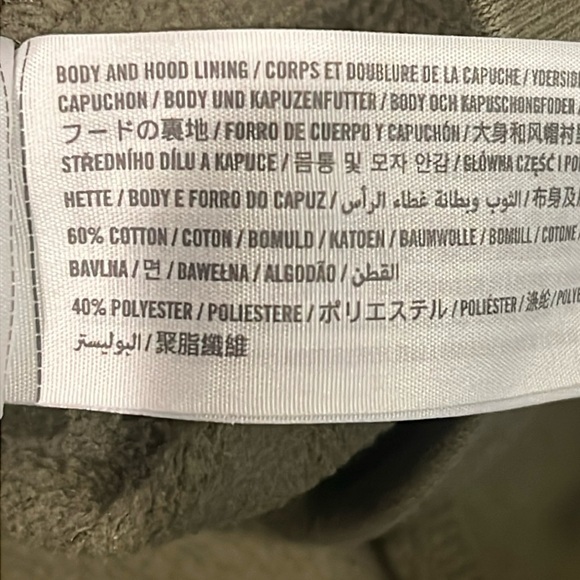 BODY AND HOOD LINING / CORPS ET DOUBLURE DE LA CAPUCHE /
CAPUCHON / BODY UND KAPUZENFUTTER / BODY OCH KAPUSCHONGFODER
フードの裏地 / FORRO DE CUERPO Y CAPUCHÓN / 大身和风帽衬
STŘEDNÍHO DÍLU A KAPUCE / 몸통 및 모자 안감 / GŁÓWNA CZĘŚĆ I
HETTE / BODY E FORRO DO CAPUZ / الثوب وبطانة غطاء الرأس / 布身及
60% COTTON / COTON / BOMULD / KATOEN / BAUMWOLLE / BOMULL / COTONE
BAVLNA / 면 / BAWEŁNA / ALGODÃO / القطن
40% POLYESTER / POLIESTERE / ポリエステル / POLIÉSTER / 涤纶 /
البوليستر / 聚脂纖維